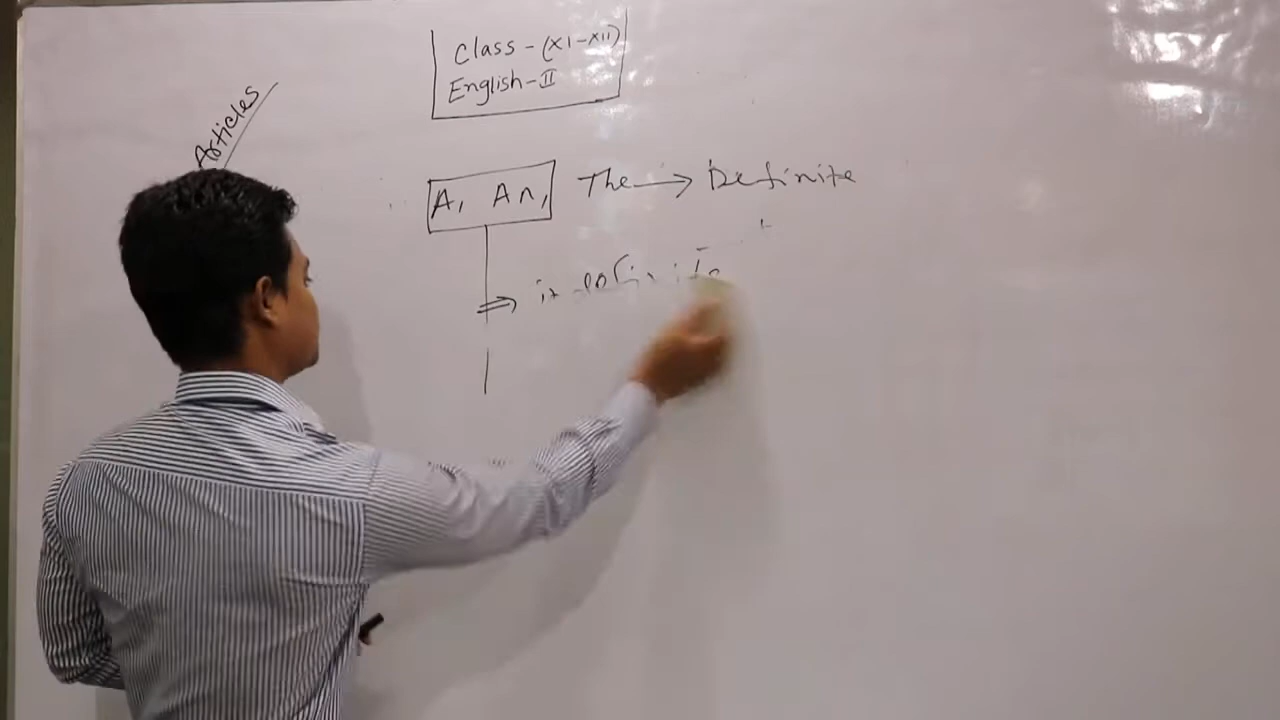 Class - (XI-XII)
English-II
Articles
A, An, The → Definite
⇒